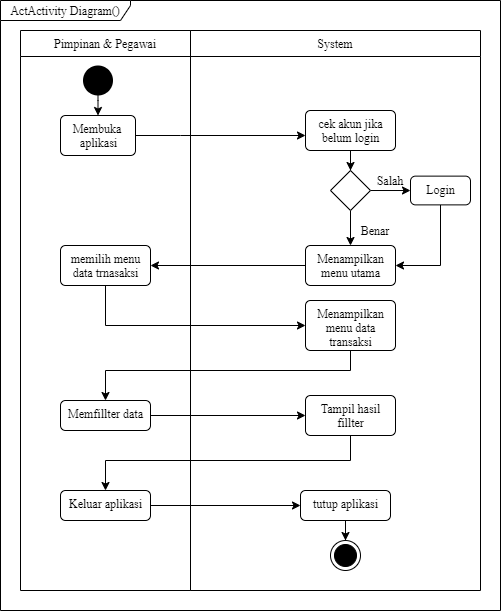 ActActivity Diagram()
Pimpinan & Pegawai
System
Membuka
aplikasi
cek akun jika
belum login
Salah
Login
Benar
Menampilkan
menu utama
memilih menu
data trnasaksi
Menampilkan
menu data
transaksi
Memfillter data
Tampil hasil
fillter
Keluar aplikasi
tutup aplikasi